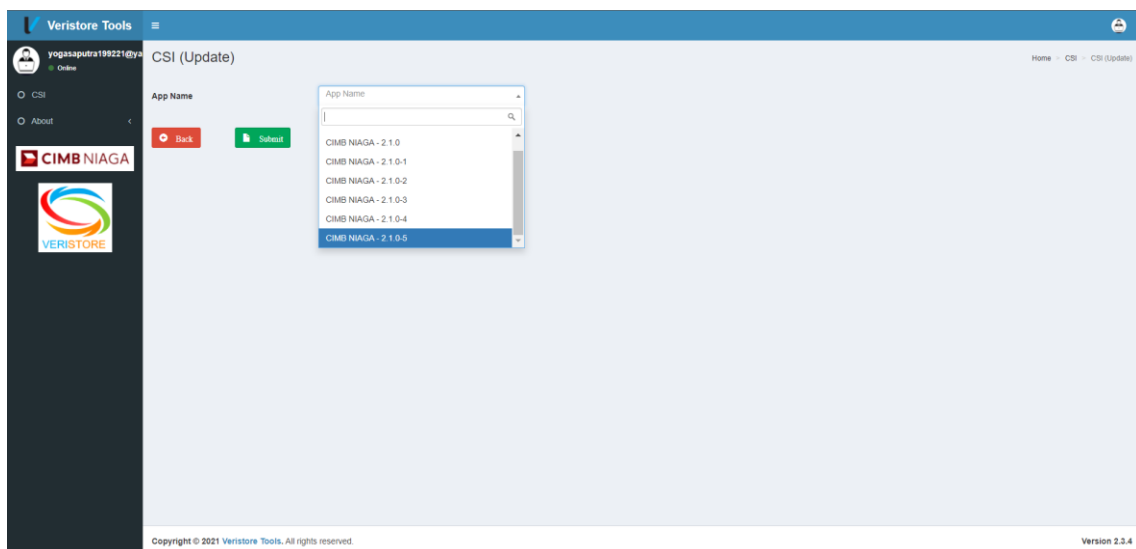 Veristore Tools
yogasaputra199221@ya
Online
CSI
About
CIMB NIAGA
VERISTORE
CSI (Update)
Home
CSI
CSI (Update)
App Name
App Name
Back
Submit
CIMB NIAGA - 2.1.0
CIMB NIAGA - 2.1.0-1
CIMB NIAGA - 2.1.0-2
CIMB NIAGA - 2.1.0-3
CIMB NIAGA - 2.1.0-4
CIMB NIAGA - 2.1.0-5
Copyright © 2021 Veristore Tools. All rights reserved.
Version 2.3.4